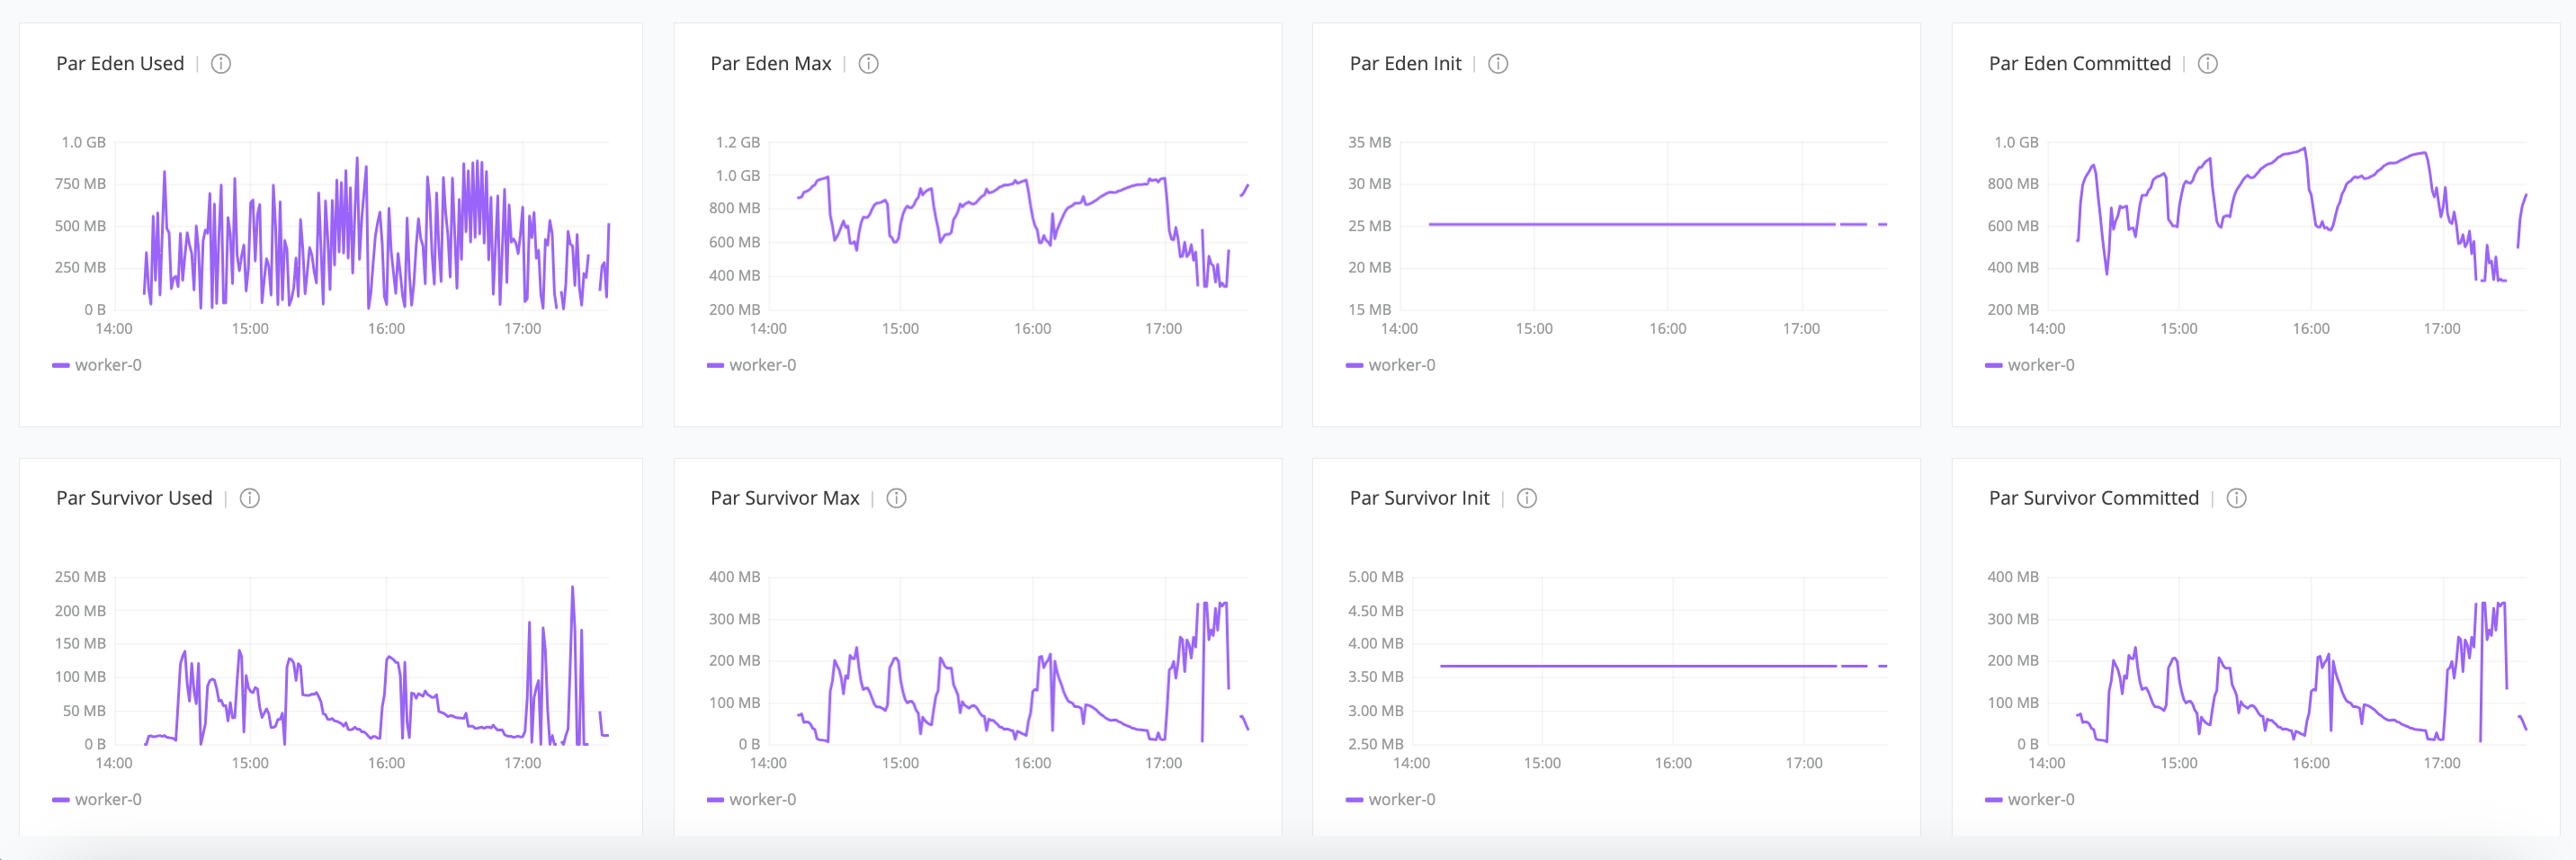 Par Eden Used
1.0 GB
750 MB
500 MB
250 MB
0 B
14:00 15:00 16:00 17:00
worker-0
Par Eden Max
1.2 GB
1.0 GB
800 MB
600 MB
400 MB
200 MB
14:00 15:00 16:00 17:00
worker-0
Par Eden Init
35 MB
30 MB
25 MB
20 MB
15 MB
14:00 15:00 16:00 17:00
worker-0
Par Eden Committed
1.0 GB
800 MB
600 MB
400 MB
200 MB
14:00 15:00 16:00 17:00
worker-0
Par Survivor Used
250 MB
200 MB
150 MB
100 MB
50 MB
0 B
14:00 15:00 16:00 17:00
worker-0
Par Survivor Max
400 MB
300 MB
200 MB
100 MB
0 B
14:00 15:00 16:00 17:00
worker-0
Par Survivor Init
5.00 MB
4.50 MB
4.00 MB
3.50 MB
3.00 MB
2.50 MB
14:00 15:00 16:00 17:00
worker-0
Par Survivor Committed
400 MB
300 MB
200 MB
100 MB
0 B
14:00 15:00 16:00 17:00
worker-0